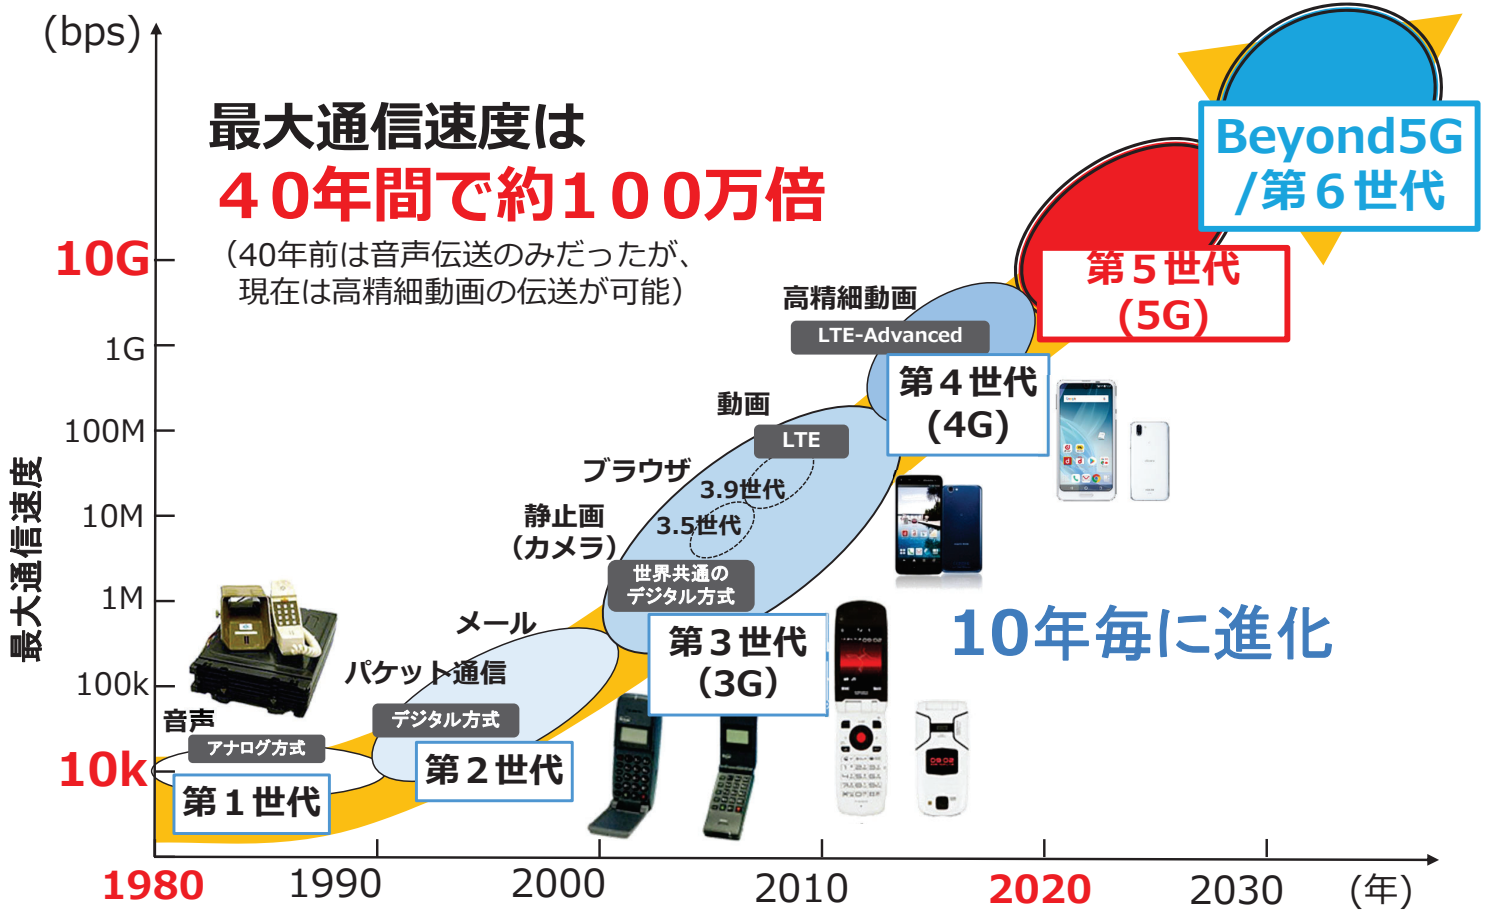 (bps)
最大通信速度は
４０年間で約１００万倍
（40年前は音声伝送のみだったが、
現在は高精細動画の伝送が可能）
Beyond5G
/第６世代
第５世代
(5G)
高精細動画
LTE-Advanced
第４世代
(4G)
動画
LTE
ブラウザ
3.9世代
3.5世代
静止画
（カメラ）
世界共通の
デジタル方式
第３世代
(3G)
メール
パケット通信
デジタル方式
第２世代
音声
アナログ方式
第１世代
10年毎に進化
最大通信速度
10G
1G
100M
10M
1M
100k
10k
1980
1990
2000
2010
2020
2030
(年)